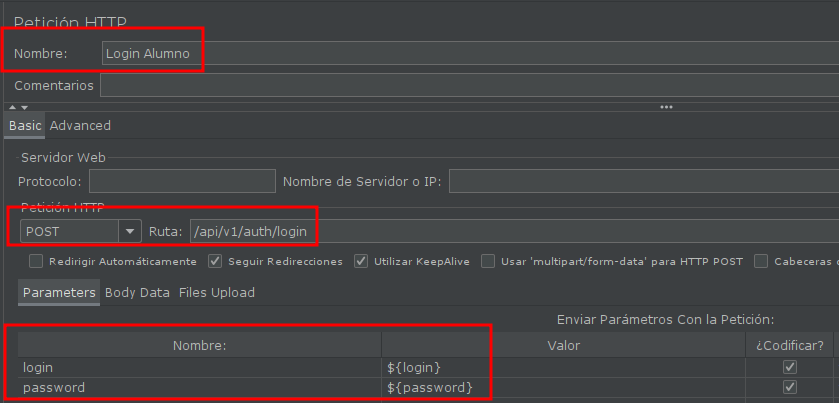 Petición HTTP
Nombre: Login Alumno
Comentarios
Basic Advanced
Servidor Web
Protocolo: Nombre de Servidor o IP:
Petición HTTP
POST Ruta: /api/v1/auth/login
Redirigir Automáticamente Seguir Redirecciones Utilizar KeepAlive Usar 'multipart/form-data' para HTTP POST Cabeceras
Parameters Body Data Files Upload
Enviar Parámetros Con la Petición:
Nombre: Valor ¿Codificar?
login ${login}
password ${password}